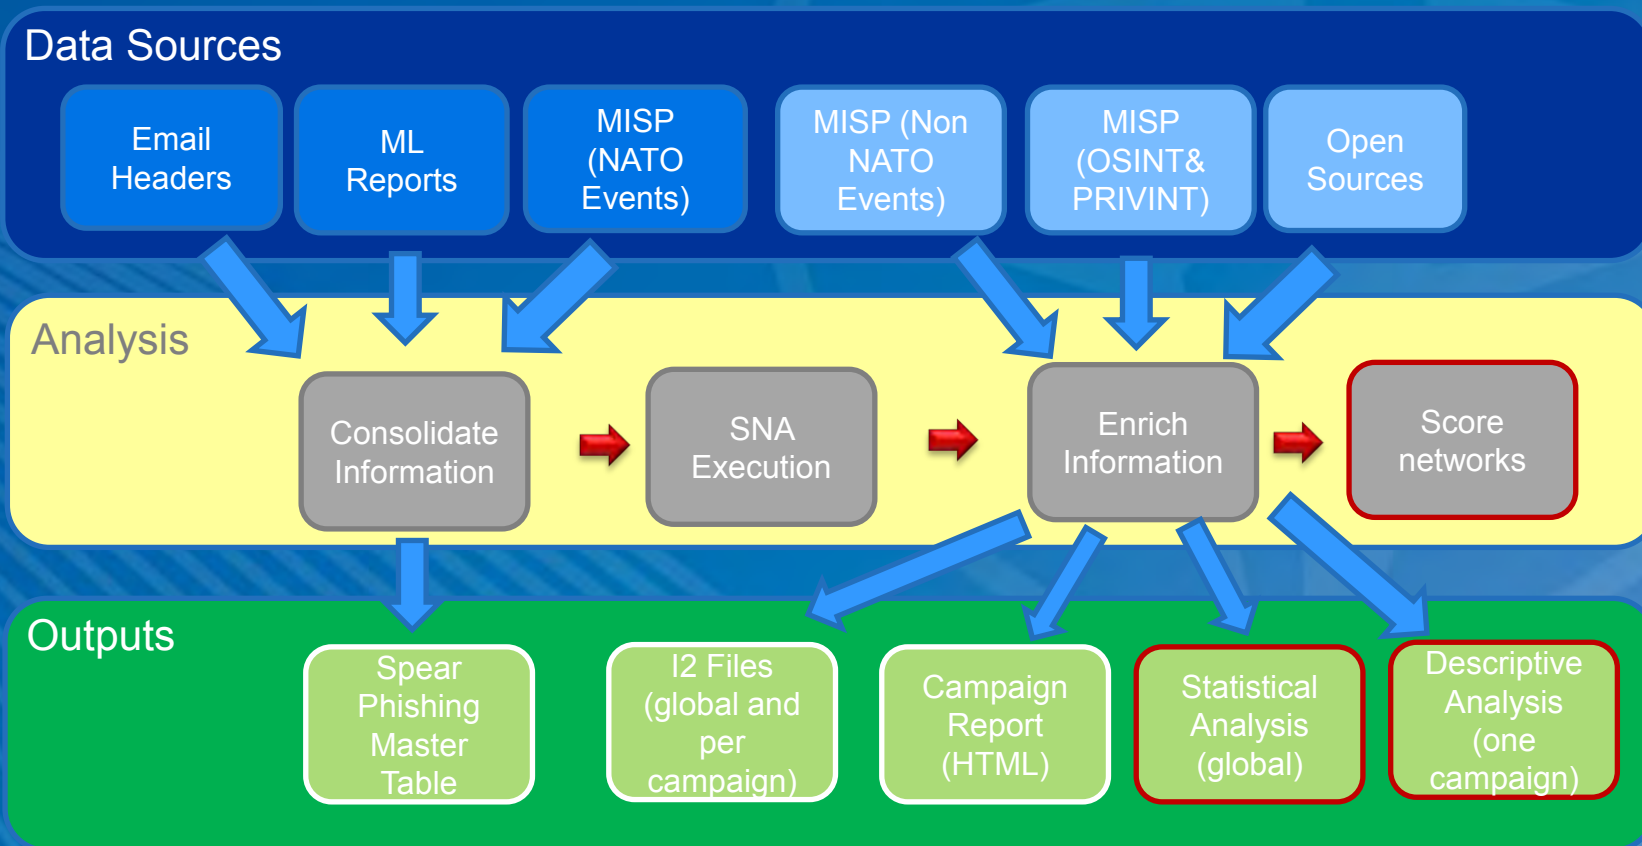 Data Sources
Email
Headers
ML
Reports
MISP
(NATO
Events)
MISP (Non
NATO
Events)
MISP
(OSINT&
PRIVINT)
Open
Sources
Analysis
Consolidate
Information
SNA
Execution
Enrich
Information
Score
networks
Outputs
Spear
Phishing
Master
Table
I2 Files
(global and
per
campaign)
Campaign
Report
(HTML)
Statistical
Analysis
(global)
Descriptive
Analysis
(one
campaign)